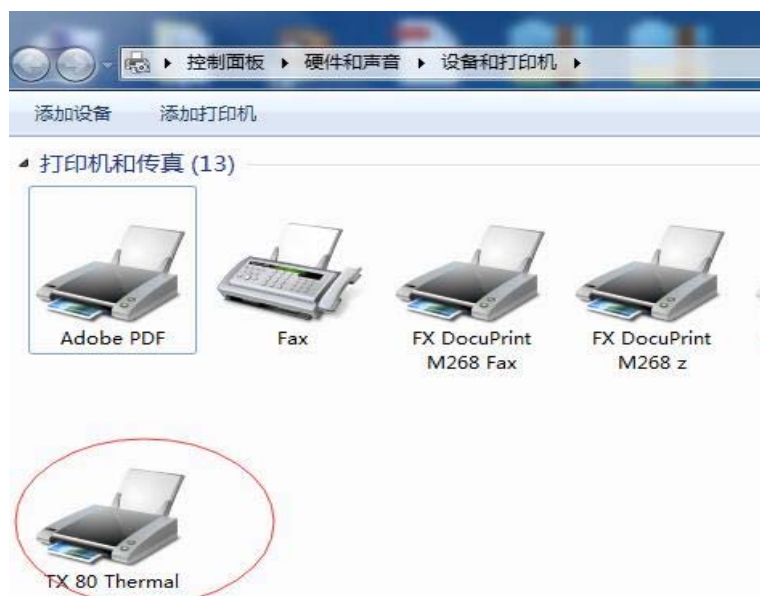 控制面板 ▸ 硬件和声音 ▸ 设备和打印机 ▸
添加设备 添加打印机
打印机和传真 (13)
Adobe PDF Fax FX DocuPrint M268 Fax FX DocuPrint M268 z
TX 80 Thermal